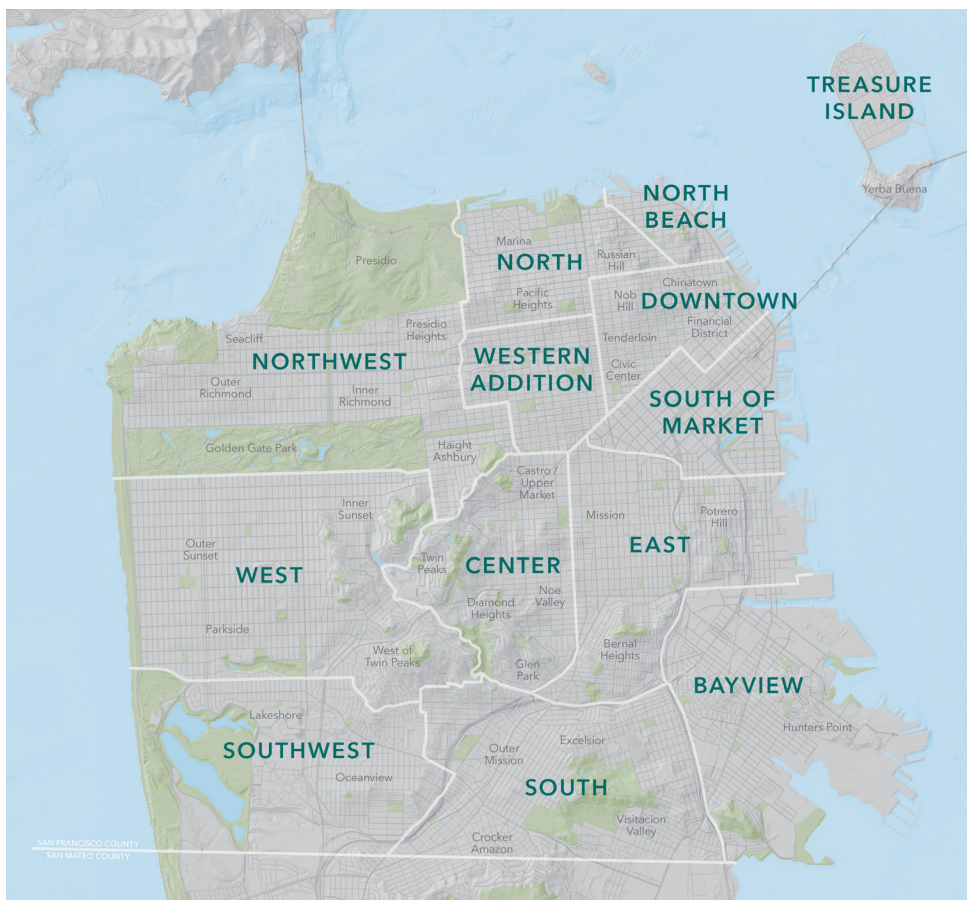 TREASURE
ISLAND
Yerba Buena
NORTH
BEACH
Marina
Russian
Hill
NORTH
Presidio
Chinatown
Pacific
Heights
Nob
Hill
DOWNTOWN
Financial
District
Presidio
Heights
Seacliff
Tenderloin
NORTHWEST
WESTERN
ADDITION
Civic
Center
Outer
Richmond
Inner
Richmond
SOUTH OF
MARKET
Golden Gate Park
Haight
Ashbury
Castro /
Upper
Market
Inner
Sunset
Mission
Potrero
Hill
Outer
Sunset
EAST
Twin
Peaks
CENTER
WEST
Noe
Valley
Diamond
Heights
Parkside
West of
Twin Peaks
Bernal
Heights
Glen
Park
BAYVIEW
Lakeshore
Hunters Point
SOUTHWEST
Outer
Mission
Excelsior
Oceanview
SOUTH
Visitacion
Valley
Crocker
Amazon
SAN FRANCISCO COUNTY
SAN MATEO COUNTY